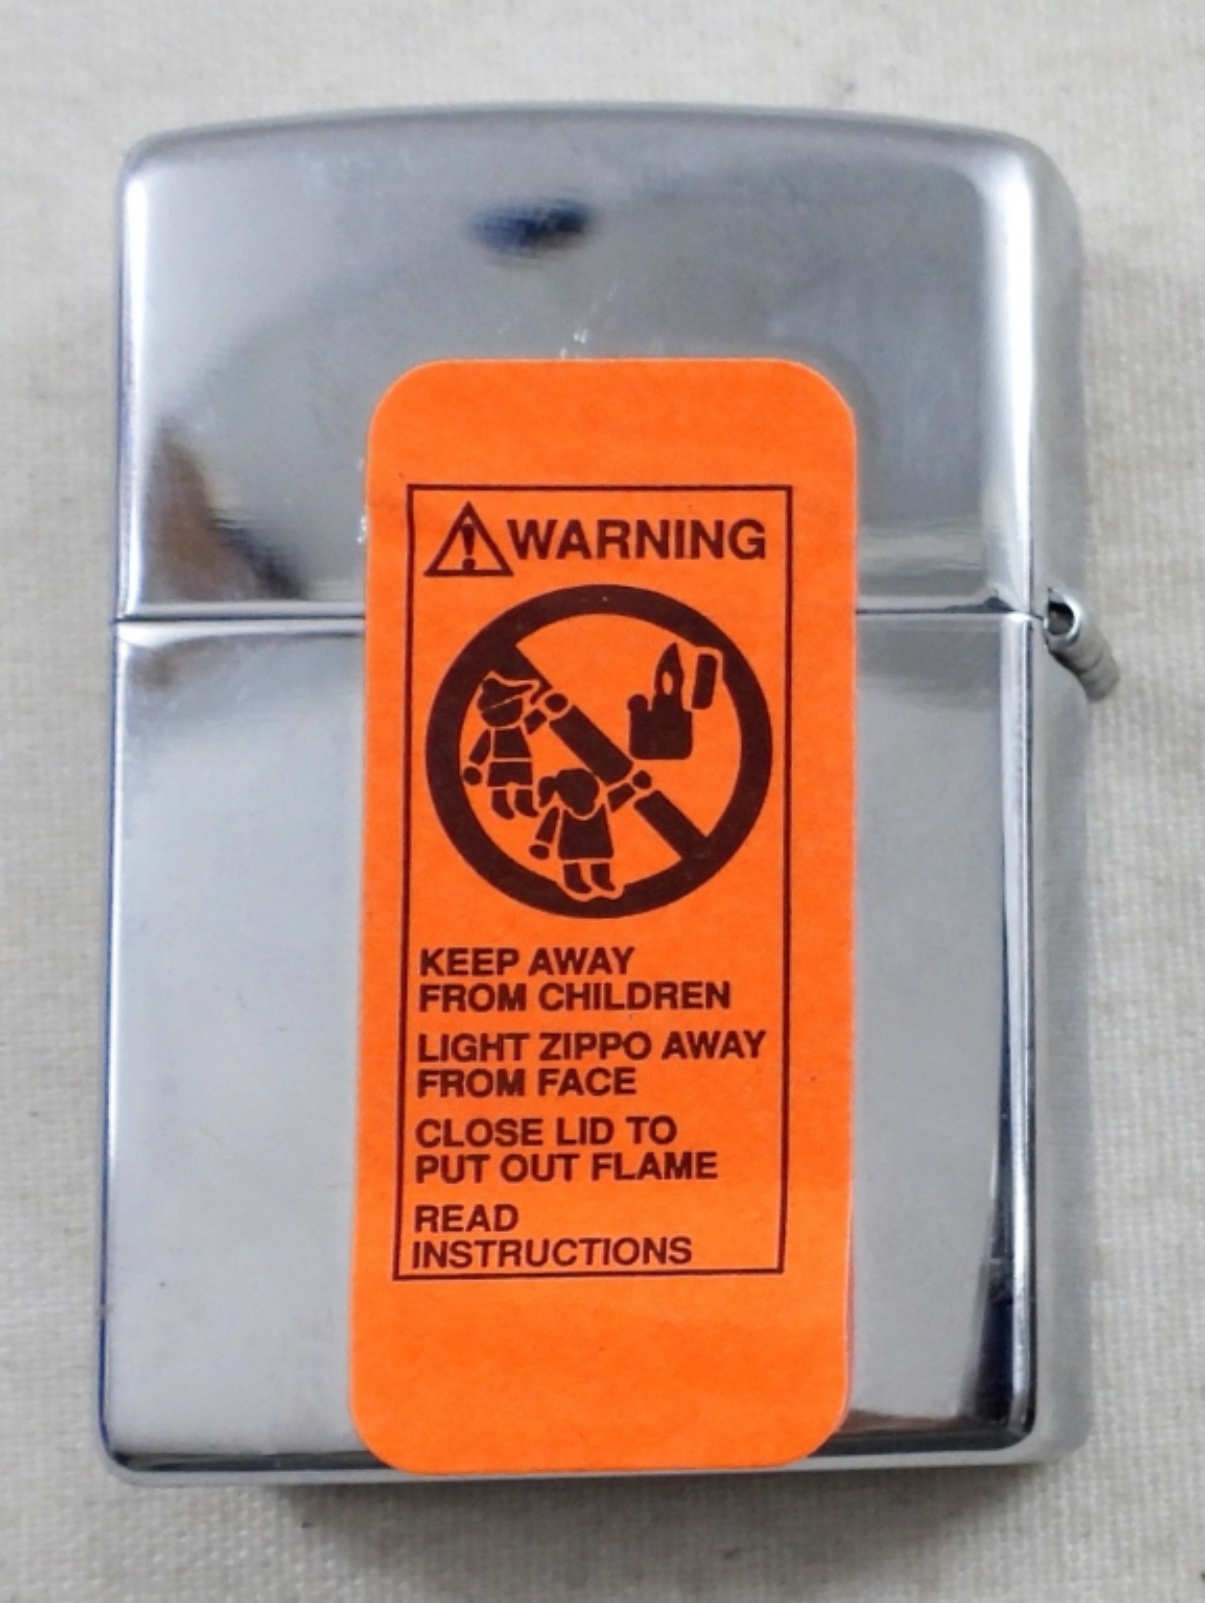 WARNING
KEEP AWAY
FROM CHILDREN
LIGHT ZIPPO AWAY
FROM FACE
CLOSE LID TO
PUT OUT FLAME
READ
INSTRUCTIONS